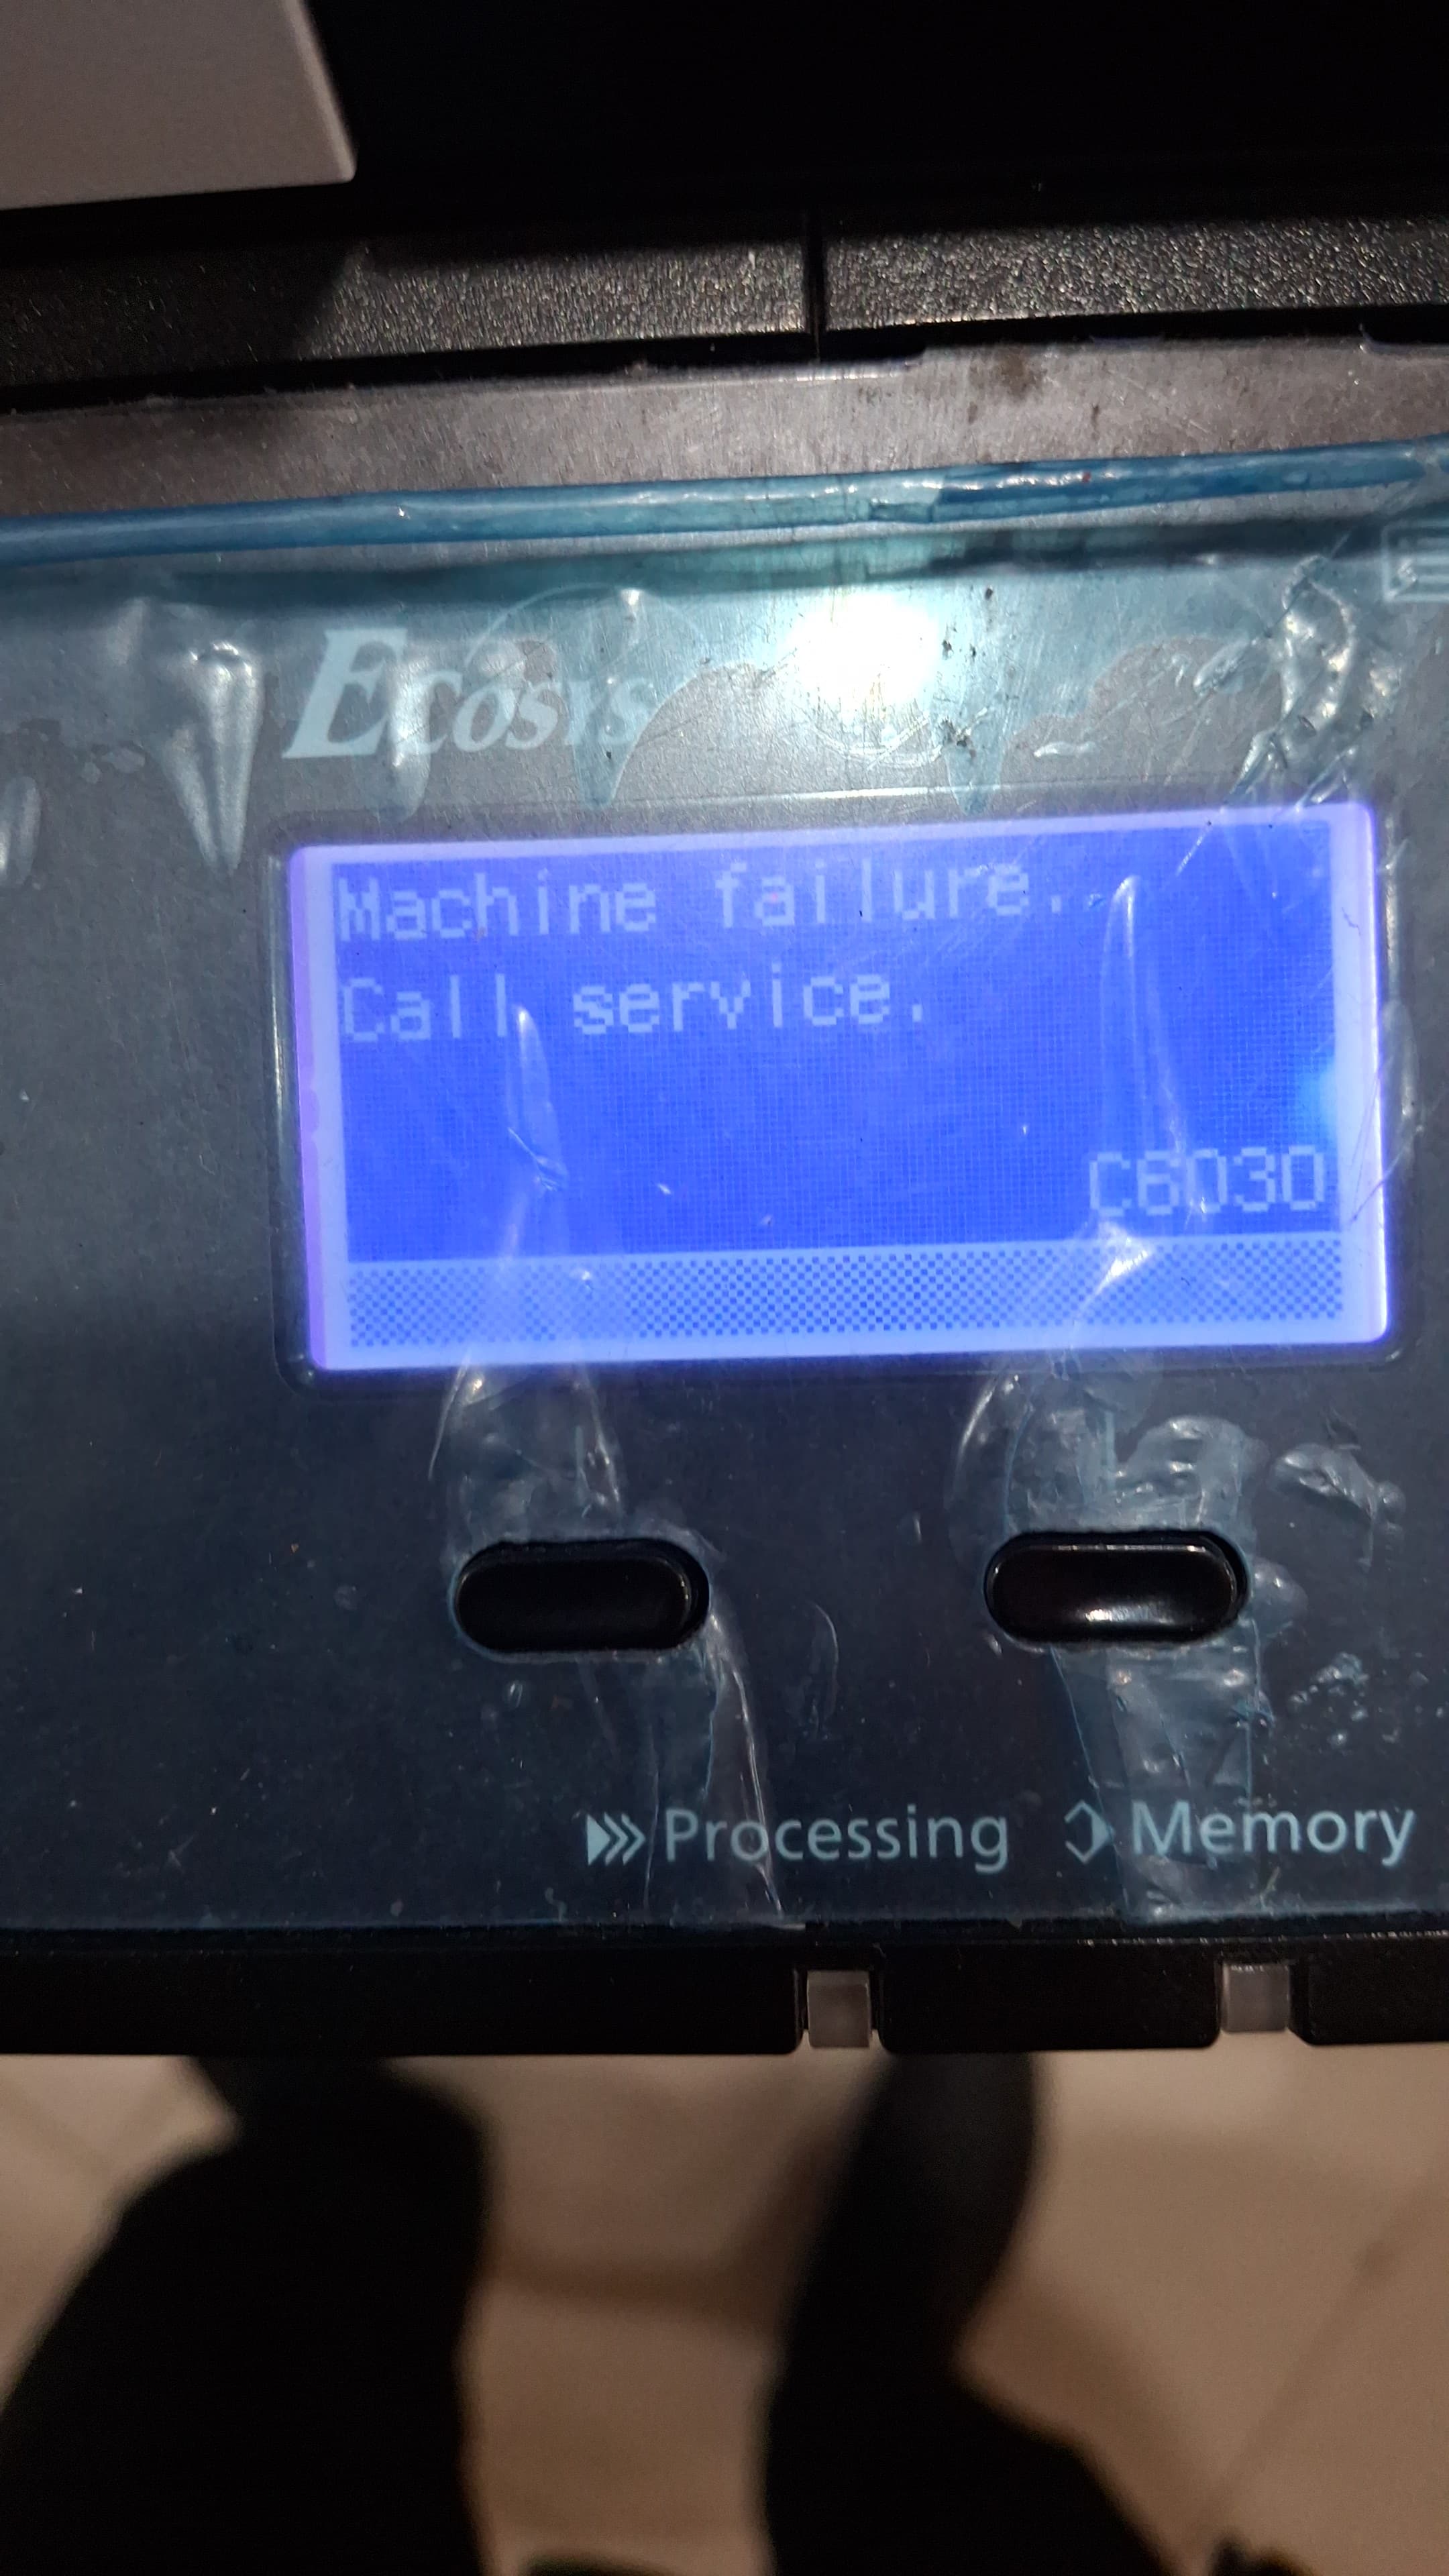 Ecosys
Machine failure.
Call service.
C6030
Processing Memory